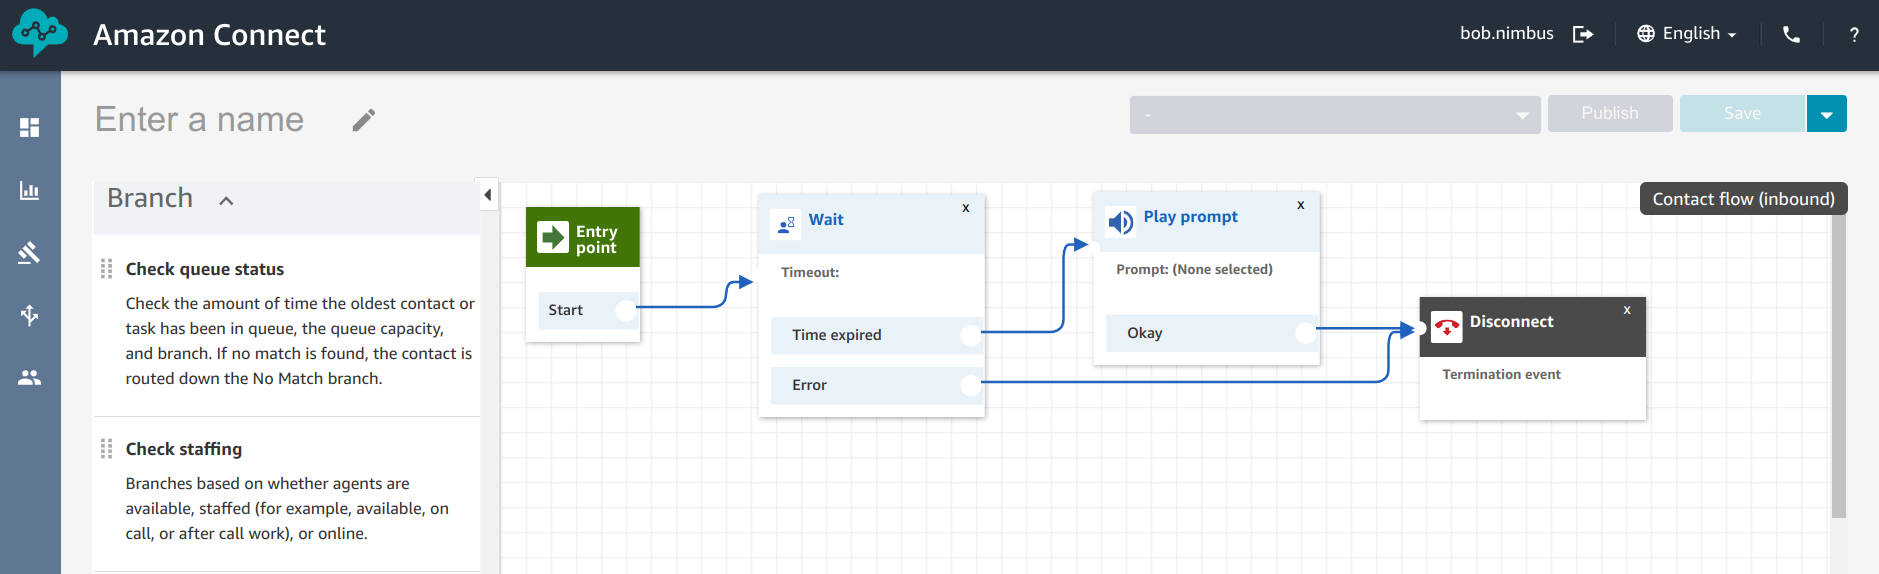 Amazon Connect
bob.nimbus
English
?
Enter a name
-
Publish
Save
Branch
Check queue status
Check the amount of time the oldest contact or
task has been in queue, the queue capacity,
and branch. If no match is found, the contact is
routed down the No Match branch.
Check staffing
Branches based on whether agents are
available, staffed (for example, available, on
call, or after call work), or online.
Entry
point
Start
Wait
x
Timeout:
Time expired
Error
Play prompt
x
Prompt: (None selected)
Okay
Contact flow (inbound)
Disconnect
x
Termination event